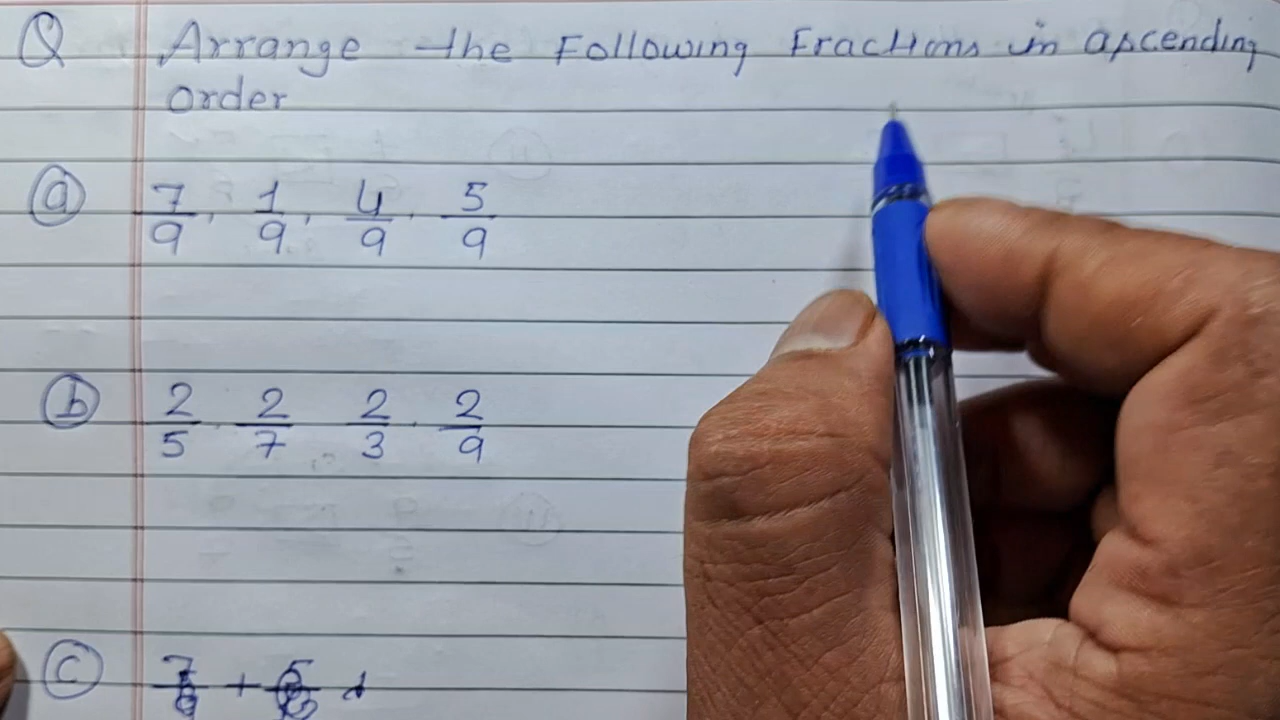 Q Arrange the Following Fractions in ascending
order
(a) 7/9, 1/9, 4/9, 5/9
(b) 2/5, 2/7 2/3, 2/9
(c)